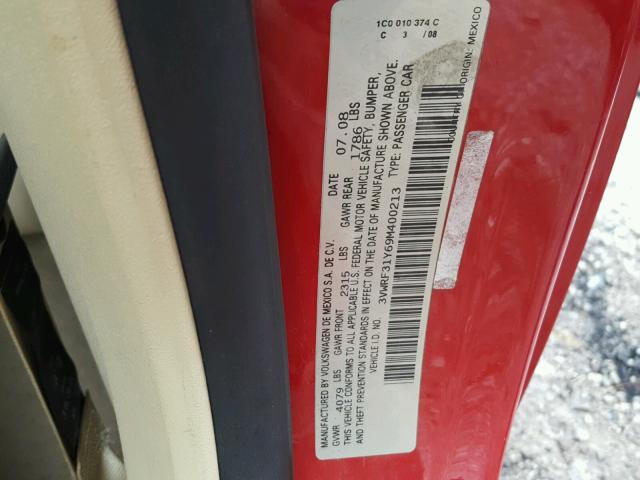 1C0 010 374 C
C 3 /08
MANUFACTURED BY VOLKSWAGEN DE MEXICO S.A. DE C.V. DATE 07.08
GVWR 4079 LBS GAWR FRONT 2315 LBS GAWR REAR 1786 LBS
THIS VEHICLE CONFORMS TO ALL APPLICABLE U.S. FEDERAL MOTOR VEHICLE SAFETY, BUMPER,
AND THEFT PREVENTION STANDARDS IN EFFECT ON THE DATE OF MANUFACTURE SHOWN ABOVE.
VEHICLE I.D. NO. 3VWRF31Y69M400213 TYPE: PASSENGER CAR
COUNTRY OF ORIGIN: MEXICO